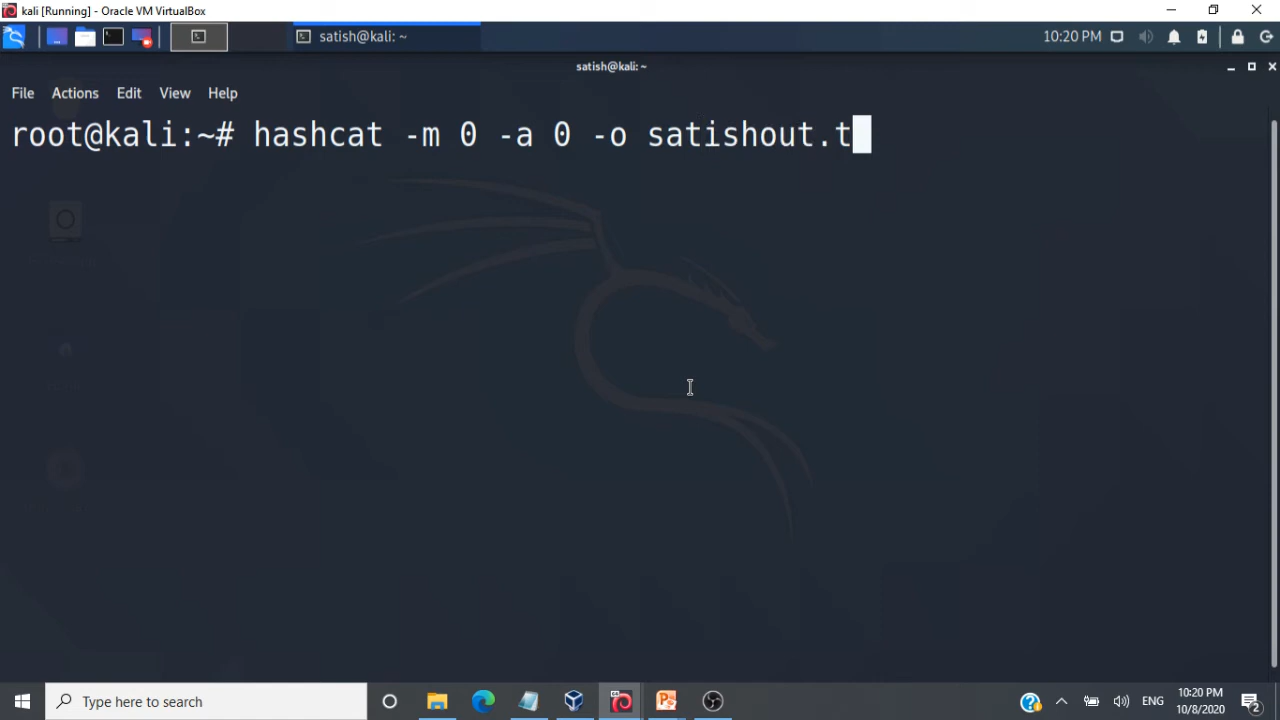 kali [Running] - Oracle VM VirtualBox
satish@kali: ~
10:20 PM
satish@kali: ~
File Actions Edit View Help
root@kali:~# hashcat -m 0 -a 0 -o satishout.t
Type here to search
ENG
10:20 PM
10/8/2020
2